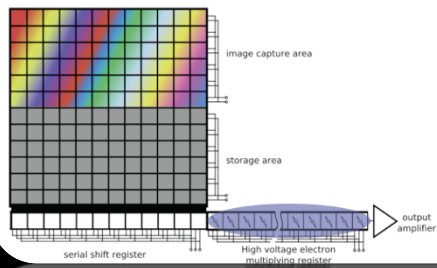 image capture area
storage area
output
amplifier
serial shift register
High voltage electron
multiplying register